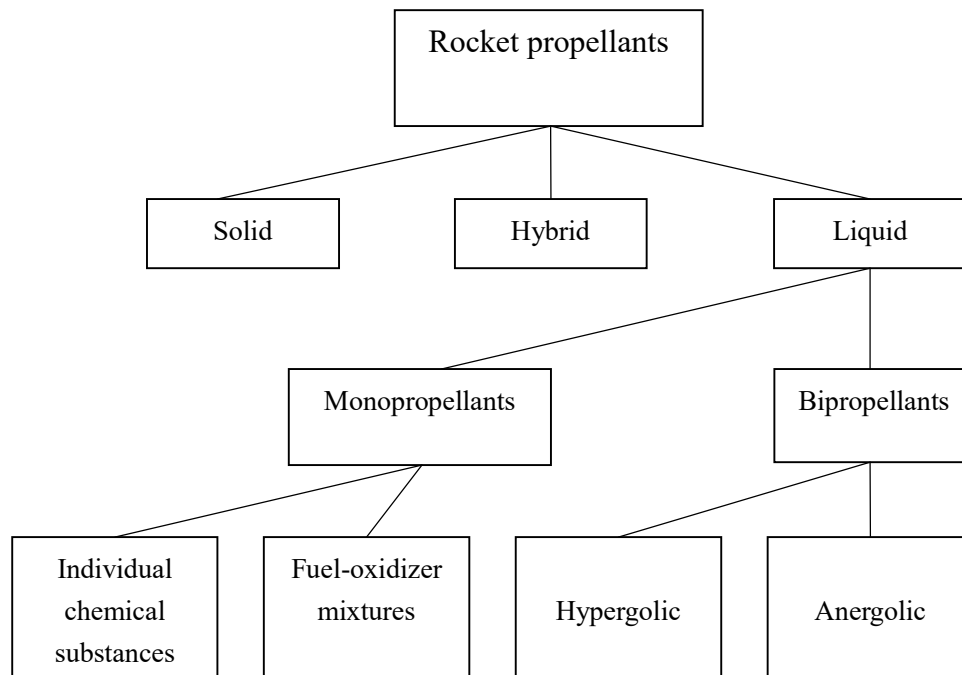 Rocket propellants
Solid
Hybrid
Liquid
Monopropellants
Bipropellants
Individual
chemical
substances
Fuel-oxidizer
mixtures
Hypergolic
Anergolic